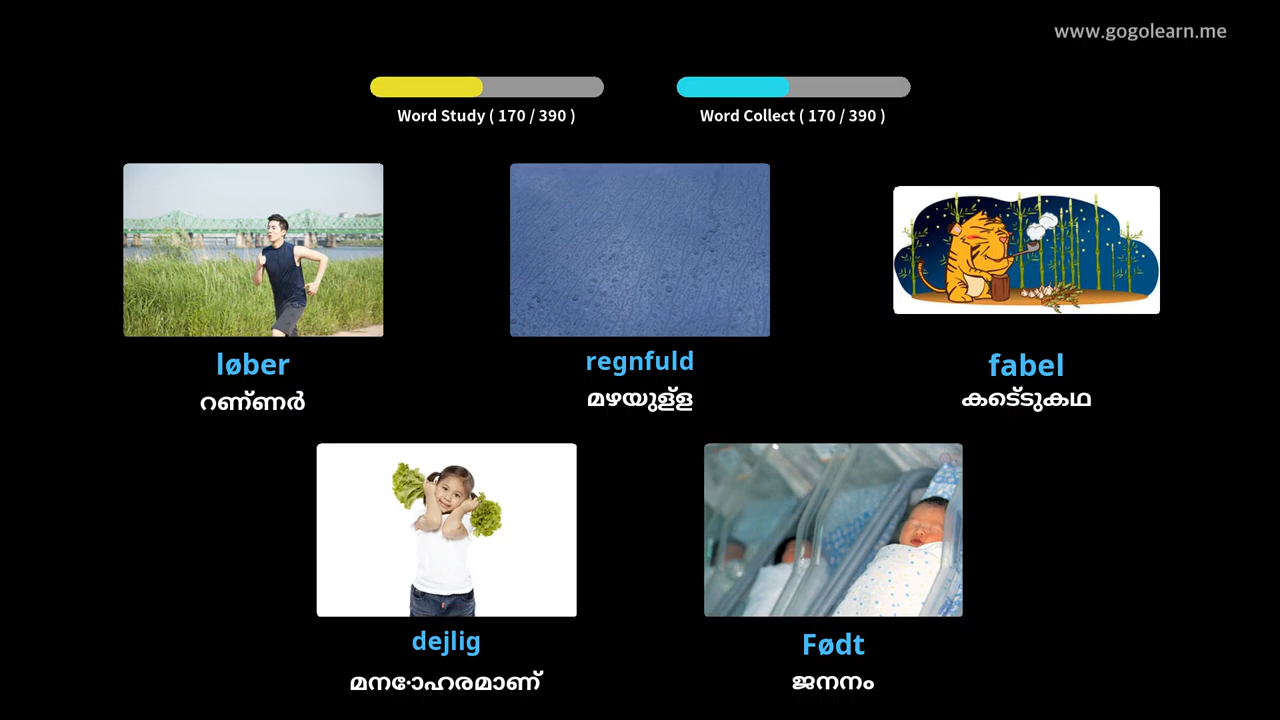 www.gogolearn.me
Word Study ( 170 / 390 )
Word Collect ( 170 / 390 )
løber
റണ്ണർ
regnfuld
മഴയുള്ള
fabel
കെട്ടുകഥ
dejlig
മനോഹരമാണ്
Født
ജനനം